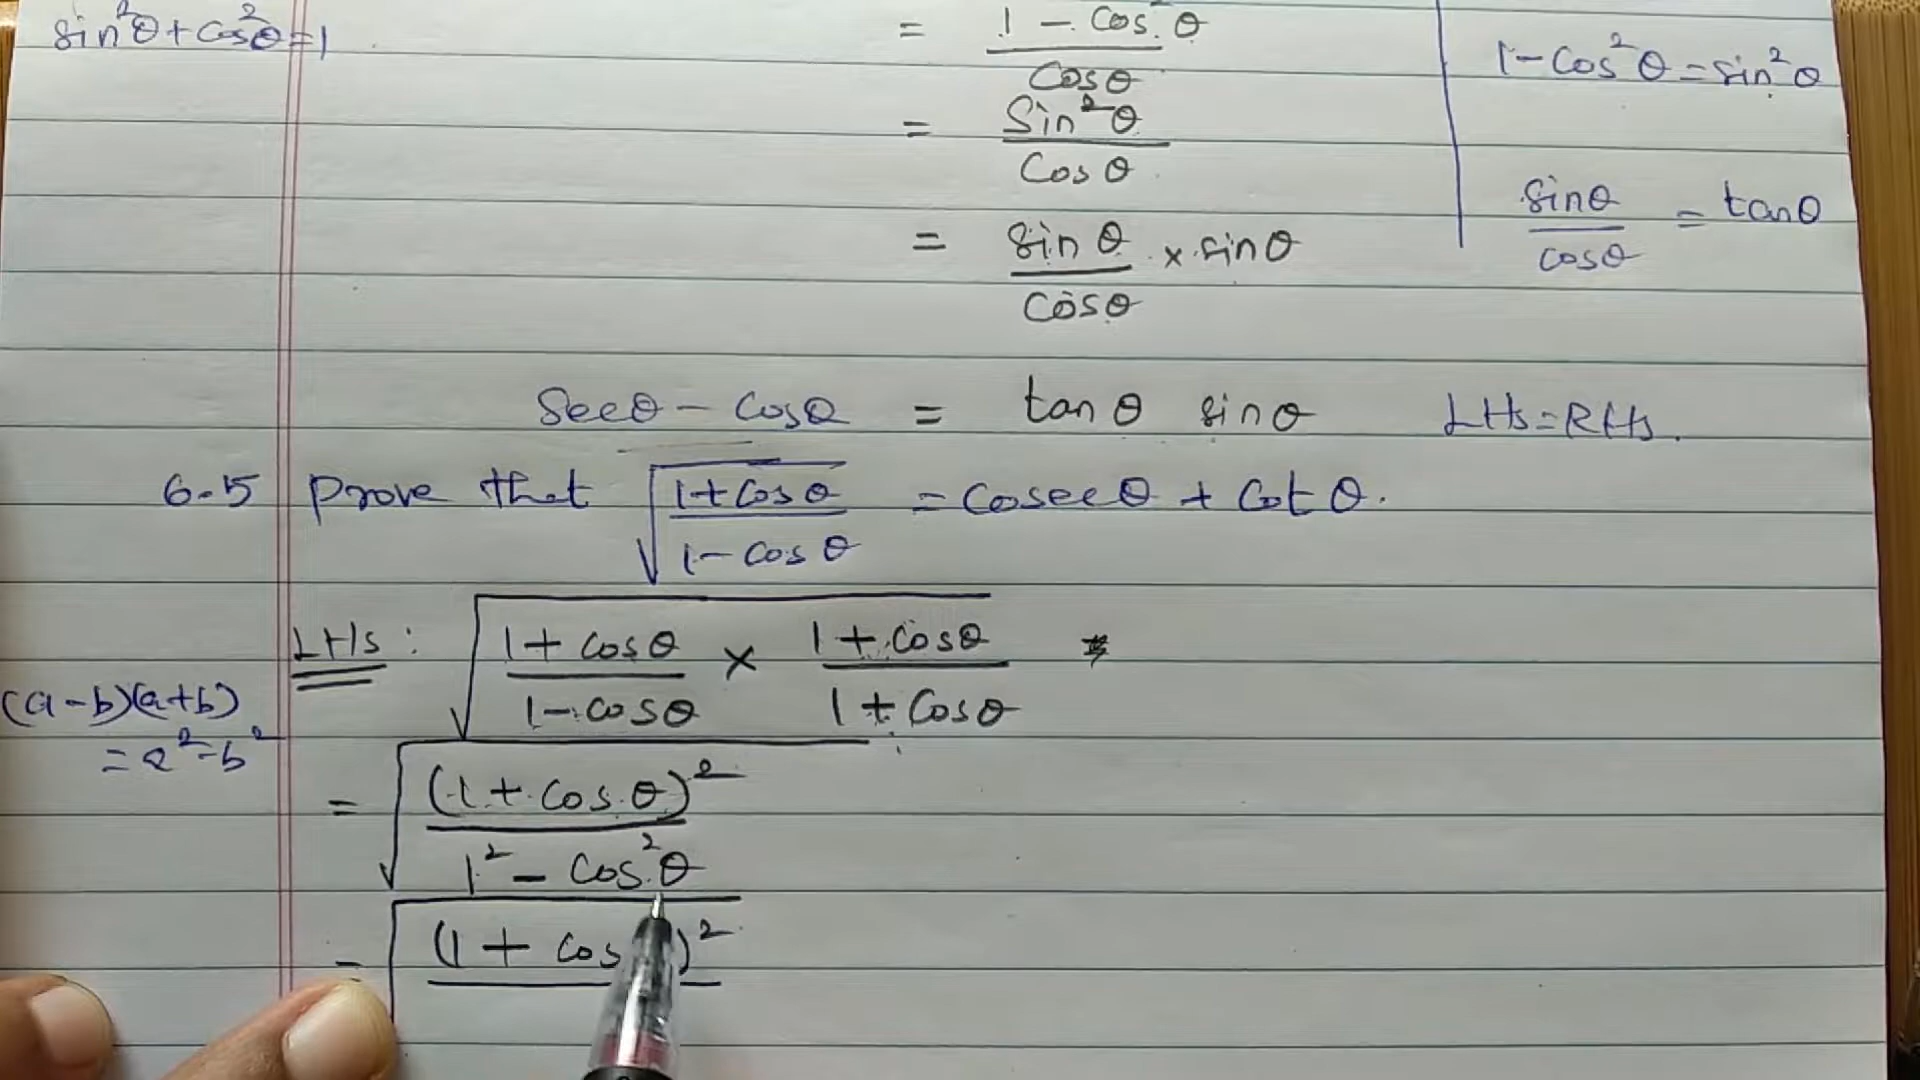 sin²θ + cos²θ = 1
= 1 - Cos²θ
Cosθ
1 - Cos²θ = sin²θ
= Sin²θ
Cosθ
sinθ = tanθ
cosθ
= sinθ × sinθ
Cosθ
Secθ - Cosθ = tanθ sinθ LHS = RHS.
6.5 Prove that √ 1+Cosθ = Cosecθ + Cotθ.
1 - Cosθ
LHS : √ 1 + Cosθ × 1 + Cosθ
1 - Cosθ 1 + Cosθ
(a-b)(a+b)
= a² - b²
= √ (1 + Cosθ)²
1² - Cos²θ
= √ (1 + Cos )²